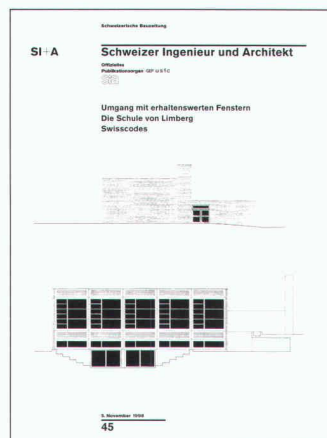 Schweizerische Bauzeitung
SI+A
Schweizer Ingenieur und Architekt
Offizielles
Publikationsorgan
sia
Umgang mit erhaltenswerten Fenstern
Die Schule von Limberg
Swisscodes
5. November 1998
45